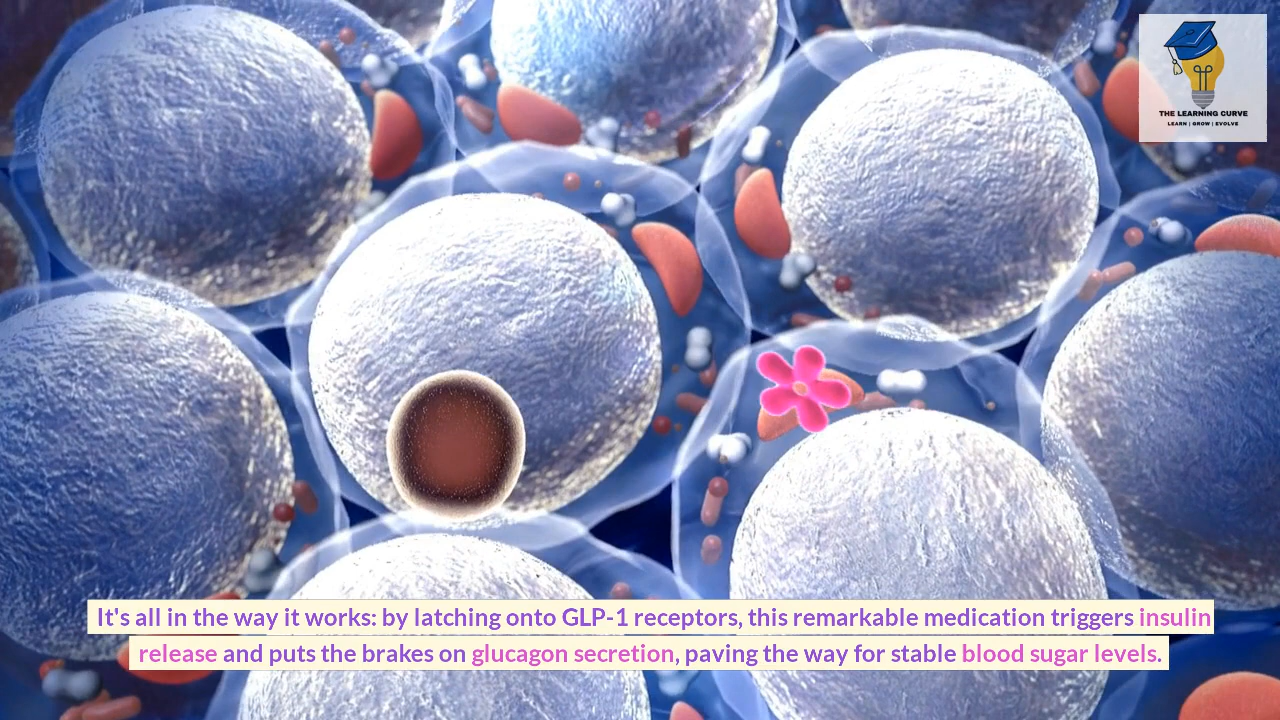 THE LEARNING CURVE
LEARN | GROW | EVOLVE
It's all in the way it works: by latching onto GLP-1 receptors, this remarkable medication triggers insulin
release and puts the brakes on glucagon secretion, paving the way for stable blood sugar levels.